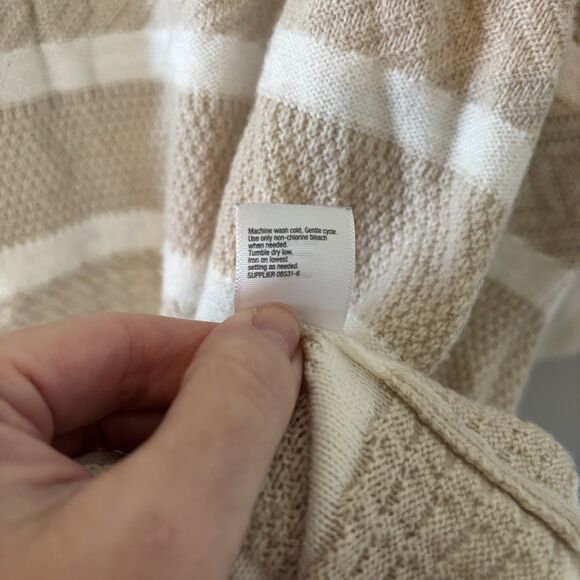 Machine wash cold, Gentle cycle.
Use only non-chlorine bleach
when needed.
Tumble dry low.
Iron on lowest
setting as needed.
SUPPLIER 08531-6